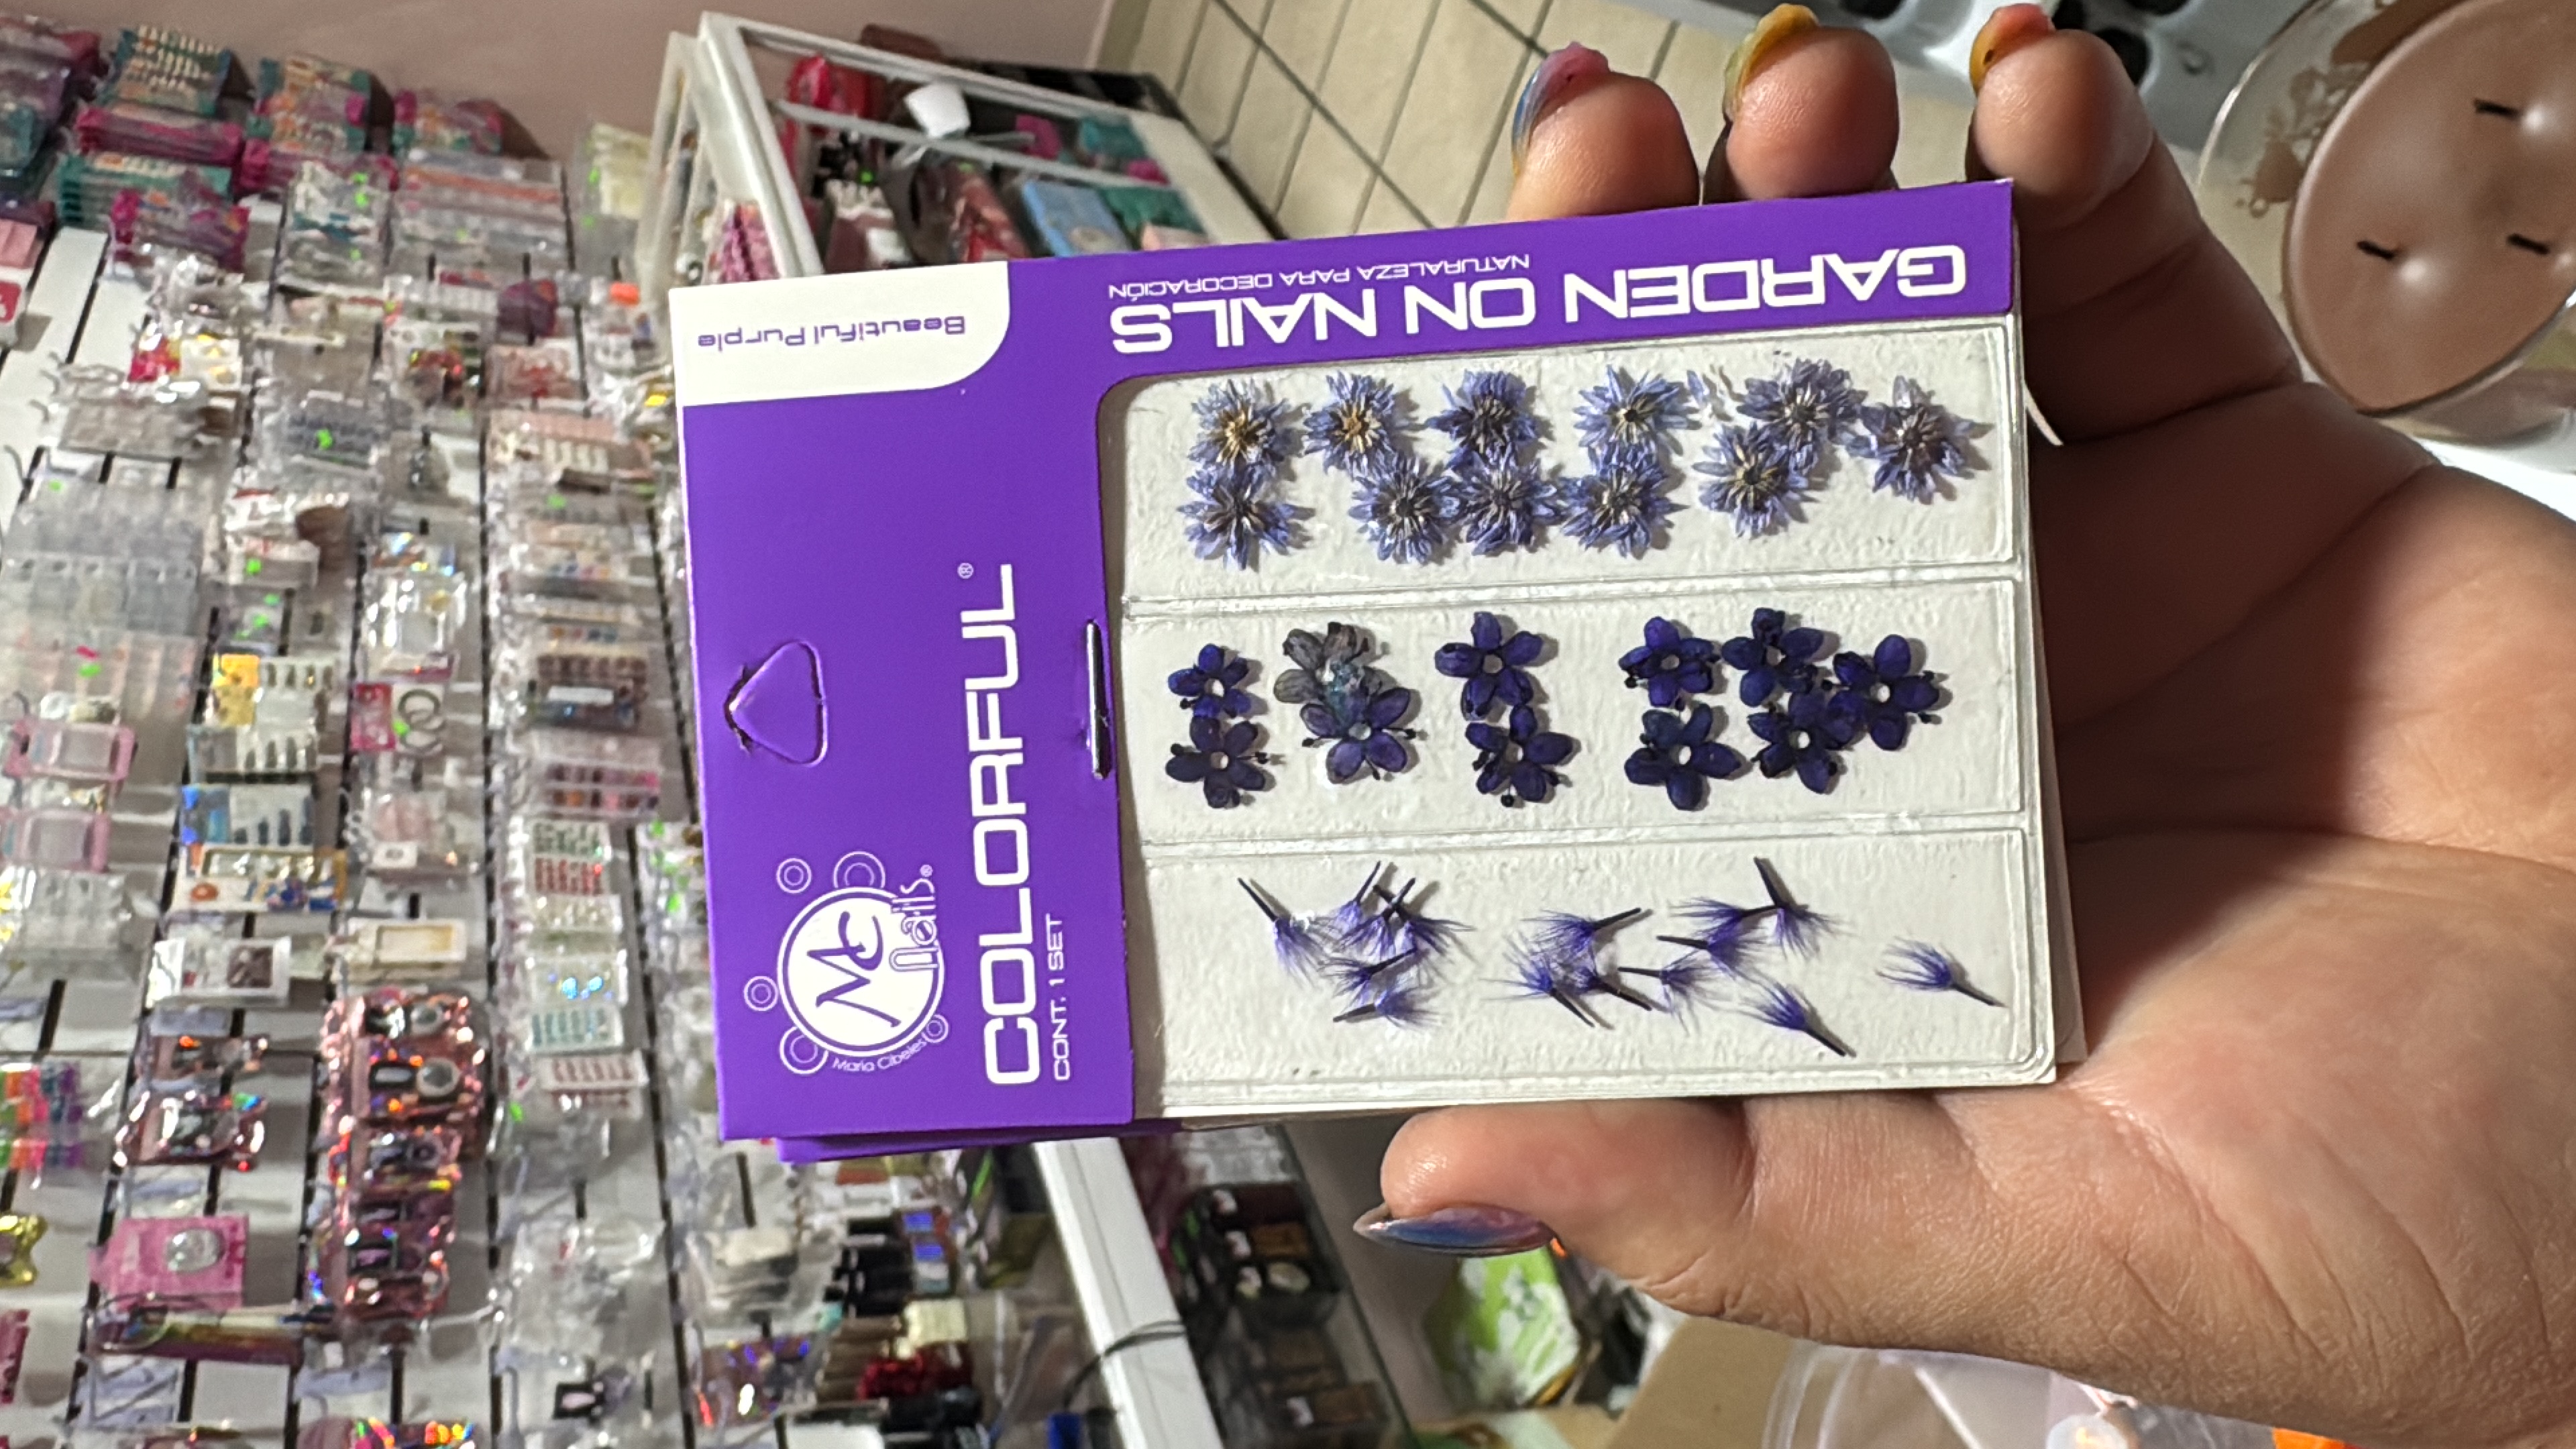 GARDEN ON NAILS
NATURALEZA PARA DECORACIÓN
Beautiful Purple
COLORFUL®
CONT. 1 SET
MC
Nails®
Maria Cibeles